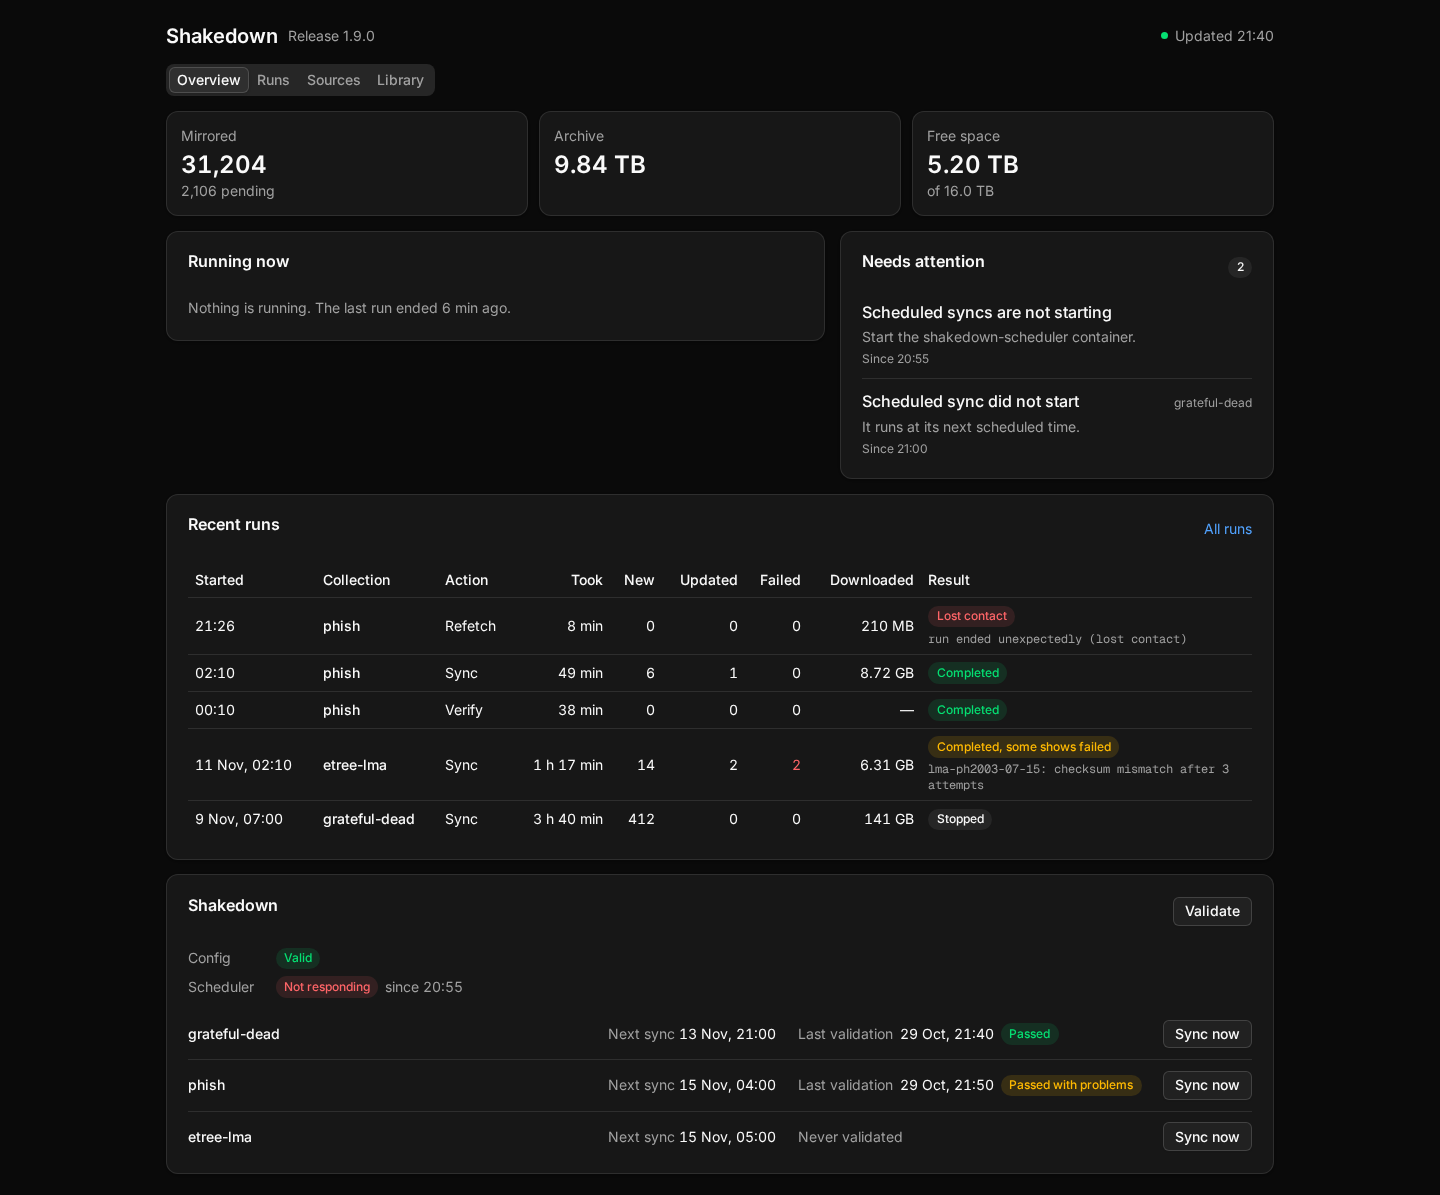 Shakedown Release 1.9.0
Updated 21:40
Overview Runs Sources Library
Mirrored
31,204
2,106 pending
Archive
9.84 TB
Free space
5.20 TB
of 16.0 TB
Running now
Nothing is running. The last run ended 6 min ago.
Needs attention
2
Scheduled syncs are not starting
Start the shakedown-scheduler container.
Since 20:55
Scheduled sync did not start grateful-dead
It runs at its next scheduled time.
Since 21:00
Recent runs
All runs
Started Collection Action Took New Updated Failed Downloaded Result
21:26 phish Refetch 8 min 0 0 0 210 MB Lost contact
run ended unexpectedly (lost contact)
02:10 phish Sync 49 min 6 1 0 8.72 GB Completed
00:10 phish Verify 38 min 0 0 0 — Completed
11 Nov, 02:10 etree-lma Sync 1 h 17 min 14 2 2 6.31 GB Completed, some shows failed
lma-ph2003-07-15: checksum mismatch after 3
attempts
9 Nov, 07:00 grateful-dead Sync 3 h 40 min 412 0 0 141 GB Stopped
Shakedown
Validate
Config Valid
Scheduler Not responding since 20:55
grateful-dead Next sync 13 Nov, 21:00 Last validation 29 Oct, 21:40 Passed Sync now
phish Next sync 15 Nov, 04:00 Last validation 29 Oct, 21:50 Passed with problems Sync now
etree-lma Next sync 15 Nov, 05:00 Never validated Sync now